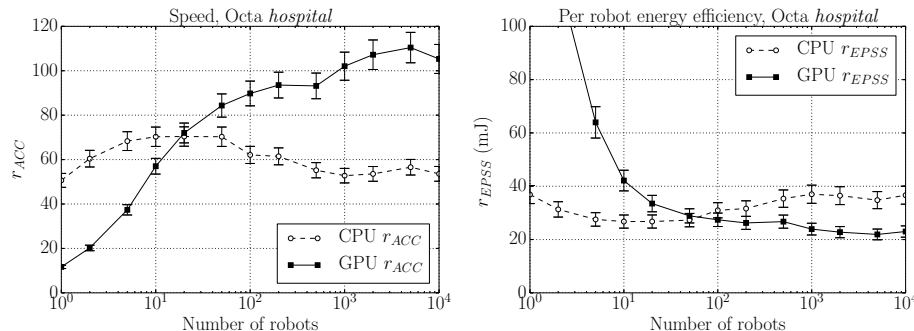 Speed, Octa hospital
120
100
80
60
40
20
0
r_ACC
CPU r_ACC
GPU r_ACC
10^0 10^1 10^2 10^3 10^4
Number of robots
Per robot energy efficiency, Octa hospital
100
80
60
40
20
0
r_EPSS (mJ)
CPU r_EPSS
GPU r_EPSS
10^0 10^1 10^2 10^3 10^4
Number of robots